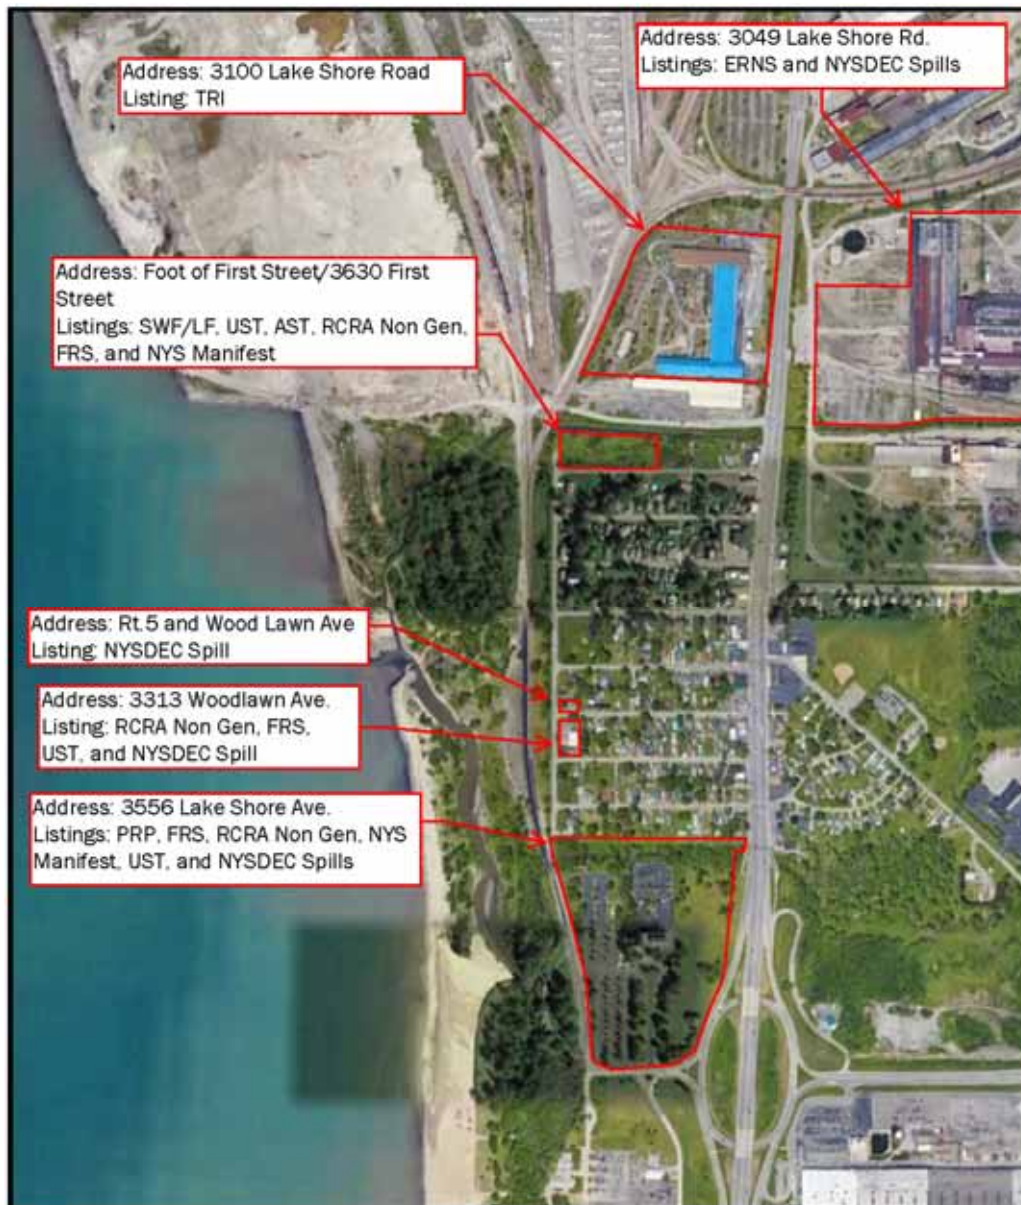 Address: 3049 Lake Shore Rd.
Listings: ERNS and NYSDEC Spills
Address: 3100 Lake Shore Road
Listing: TRI
Address: Foot of First Street/3630 First
Street
Listings: SWF/LF, UST, AST, RCRA Non Gen,
FRS, and NYS Manifest
Address: Rt.5 and Wood Lawn Ave
Listing: NYSDEC Spill
Address: 3313 Woodlawn Ave.
Listing: RCRA Non Gen, FRS,
UST, and NYSDEC Spill
Address: 3556 Lake Shore Ave.
Listings: PRP, FRS, RCRA Non Gen, NYS
Manifest, UST, and NYSDEC Spills